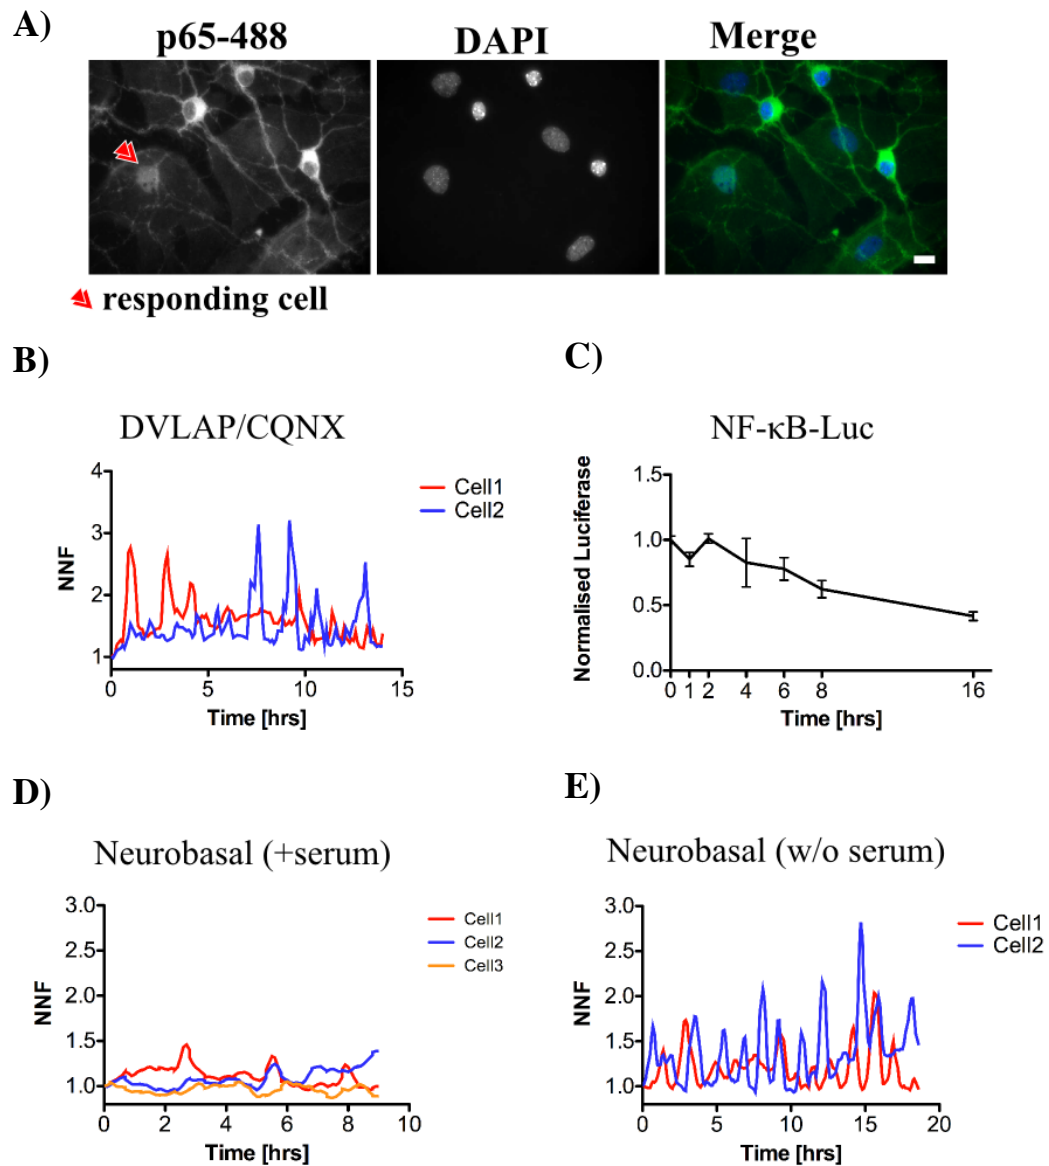 A)
p65-488 DAPI Merge
responding cell
B)
DVLAP/CQNX
4
3
2
1
NNF
0 5 10 15
Time [hrs]
Cell1
Cell2
C)
NF-κB-Luc
Normalised Luciferase
1.5
1.0
0.5
0.0
0 1 2 4 6 8 16
Time [hrs]
D)
Neurobasal (+serum)
3.0
2.5
2.0
1.5
1.0
NNF
0 2 4 6 8 10
Time [hrs]
Cell1
Cell2
Cell3
E)
Neurobasal (w/o serum)
3.0
2.5
2.0
1.5
1.0
NNF
0 5 10 15 20
Time [hrs]
Cell1
Cell2